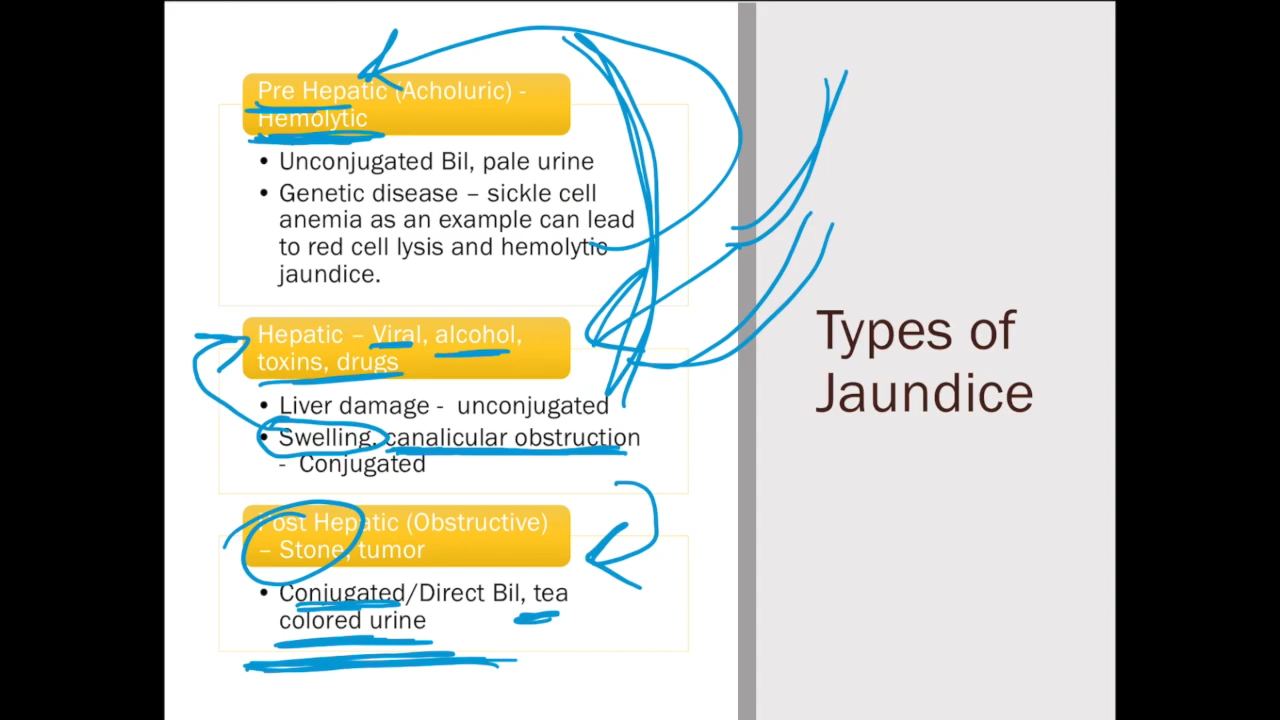 Pre Hepatic (Acholuric) -
Hemolytic
• Unconjugated Bil, pale urine
• Genetic disease – sickle cell
anemia as an example can lead
to red cell lysis and hemolytic
jaundice.
Hepatic – Viral, alcohol,
toxins, drugs
• Liver damage - unconjugated
• Swelling, canalicular obstruction
- Conjugated
Post Hepatic (Obstructive)
– Stone, tumor
• Conjugated/Direct Bil, tea
colored urine
Types of
Jaundice